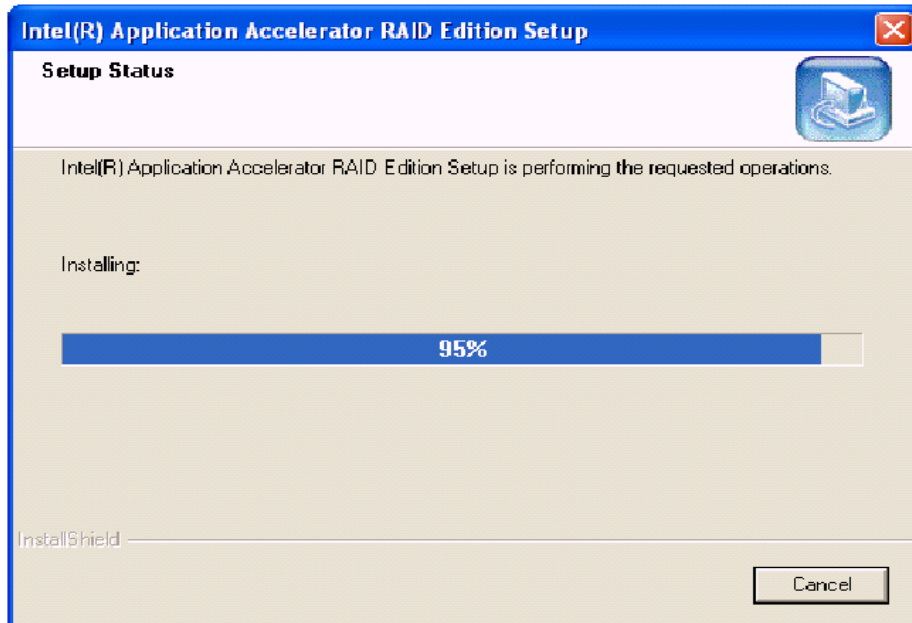 Intel(R) Application Accelerator RAID Edition Setup
Setup Status
Intel(R) Application Accelerator RAID Edition Setup is performing the requested operations.
Installing:
95%
InstallShield
Cancel